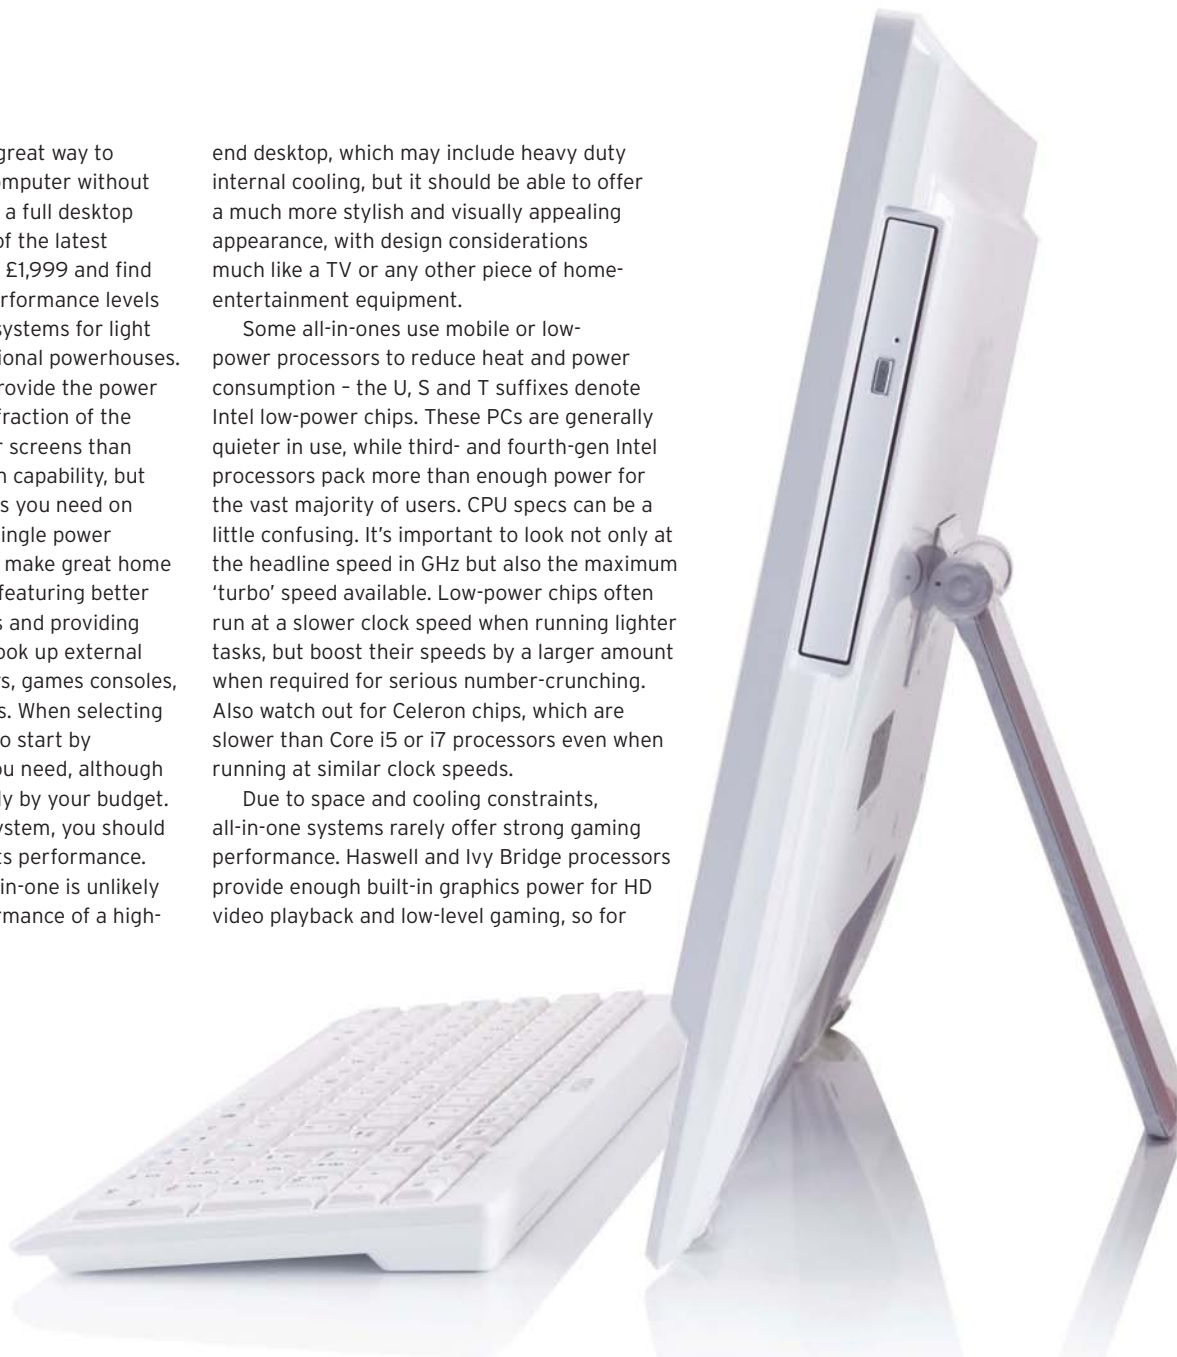 great way to
omputer without
a full desktop
of the latest
£1,999 and find
rformance levels
systems for light
ional powerhouses.
rovide the power
fraction of the
r screens than
n capability, but
s you need on
ingle power
make great home
featuring better
s and providing
ook up external
s, games consoles,
s. When selecting
o start by
ou need, although
ly by your budget.
ystem, you should
ts performance.
in-one is unlikely
rmance of a high-
end desktop, which may include heavy duty
internal cooling, but it should be able to offer
a much more stylish and visually appealing
appearance, with design considerations
much like a TV or any other piece of home-
entertainment equipment.
Some all-in-ones use mobile or low-
power processors to reduce heat and power
consumption – the U, S and T suffixes denote
Intel low-power chips. These PCs are generally
quieter in use, while third- and fourth-gen Intel
processors pack more than enough power for
the vast majority of users. CPU specs can be a
little confusing. It's important to look not only at
the headline speed in GHz but also the maximum
'turbo' speed available. Low-power chips often
run at a slower clock speed when running lighter
tasks, but boost their speeds by a larger amount
when required for serious number-crunching.
Also watch out for Celeron chips, which are
slower than Core i5 or i7 processors even when
running at similar clock speeds.
Due to space and cooling constraints,
all-in-one systems rarely offer strong gaming
performance. Haswell and Ivy Bridge processors
provide enough built-in graphics power for HD
video playback and low-level gaming, so for